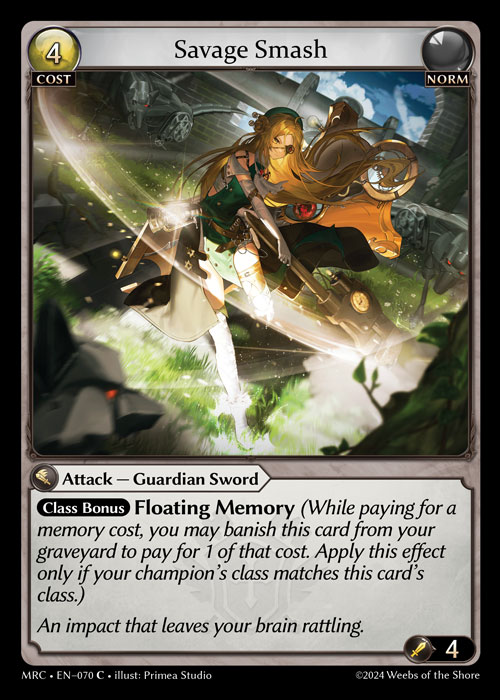 4
Savage Smash
COST
NORM
Attack — Guardian Sword
Class Bonus Floating Memory (While paying for a
memory cost, you may banish this card from your
graveyard to pay for 1 of that cost. Apply this effect
only if your champion's class matches this card's
class.)
An impact that leaves your brain rattling.
4
MRC • EN–070 C • illust: Primea Studio
©2024 Weebs of the Shore